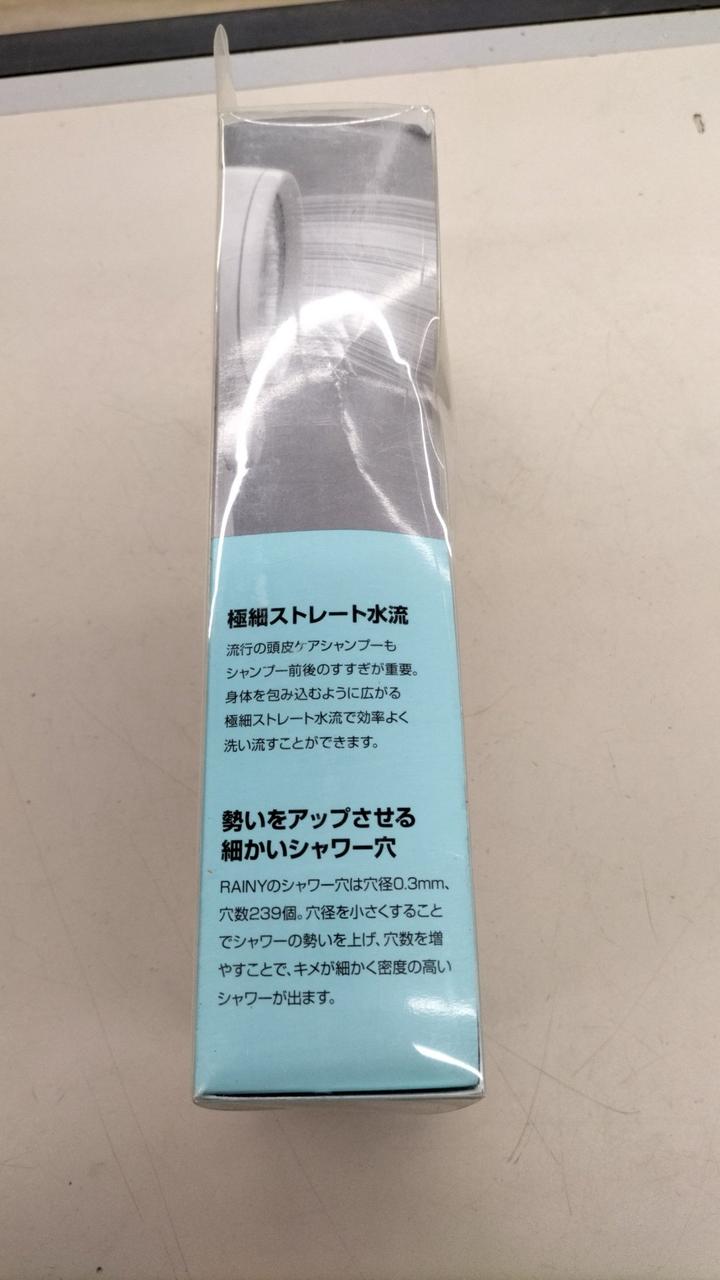 極細ストレート水流
流行の頭皮ケアシャンプーも
シャンプー前後のすすぎが重要。
身体を包み込むように広がる
極細ストレート水流で効率よく
洗い流すことができます。
勢いをアップさせる
細かいシャワー穴
RAINYのシャワー穴は穴径0.3mm、
穴数239個。穴径を小さくすること
でシャワーの勢いを上げ、穴数を増
やすことで、キメが細かく密度の高い
シャワーが出ます。